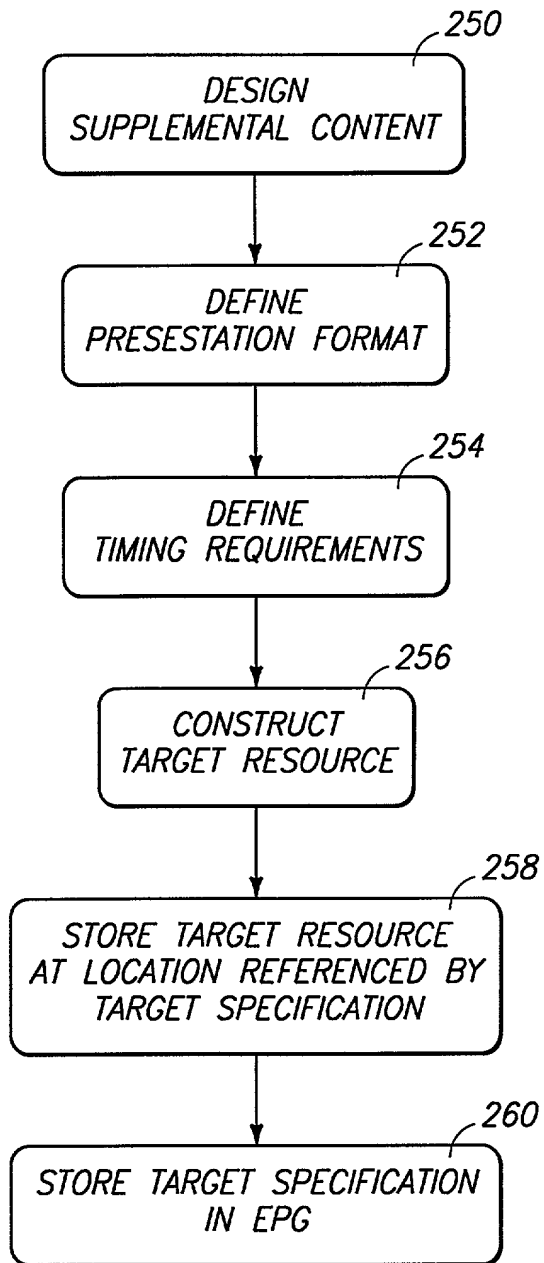 250
DESIGN
SUPPLEMENTAL CONTENT
252
DEFINE
PRESESTATION FORMAT
254
DEFINE
TIMING REQUIREMENTS
256
CONSTRUCT
TARGET RESOURCE
258
STORE TARGET RESOURCE
AT LOCATION REFERENCED BY
TARGET SPECIFICATION
260
STORE TARGET SPECIFICATION
IN EPG